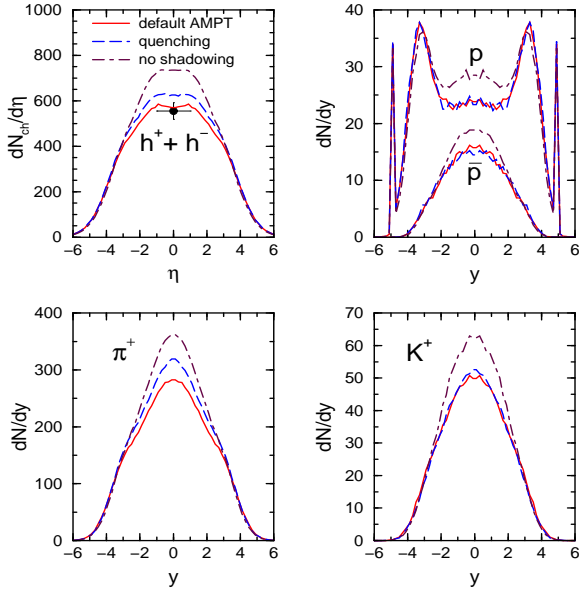 1000
800
600
400
200
0
dN_ch/dη
default AMPT
quenching
no shadowing
h⁺ + h⁻
−6 −4 −2 0 2 4 6
η
40
30
20
10
0
dN/dy
p
p̅
−6 −4 −2 0 2 4 6
y
400
300
200
100
0
dN/dy
π⁺
−6 −4 −2 0 2 4 6
y
70
60
50
40
30
20
10
0
dN/dy
K⁺
−6 −4 −2 0 2 4 6
y